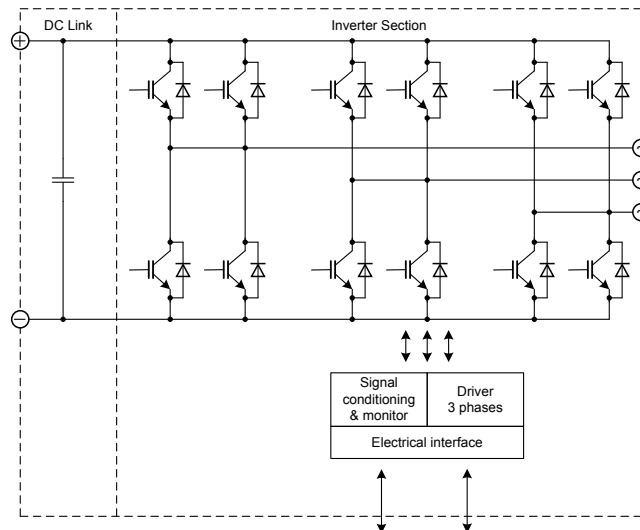 DC Link
Inverter Section
+
−
~
~
~
Signal
conditioning
& monitor
Driver
3 phases
Electrical interface